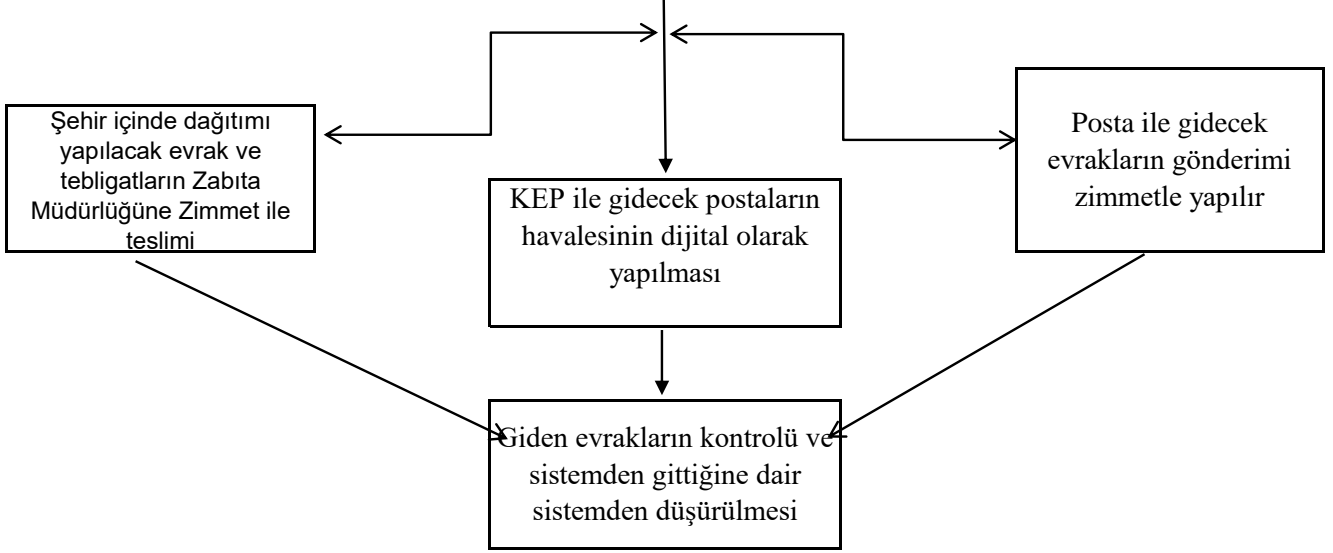 Şehir içinde dağıtımı
yapılacak evrak ve
tebligatların Zabıta
Müdürlüğüne Zimmet ile
teslimi
KEP ile gidecek postaların
havalesinin dijital olarak
yapılması
Posta ile gidecek
evrakların gönderimi
zimmetle yapılır
Giden evrakların kontrolü ve
sistemden gittiğine dair
sistemden düşürülmesi